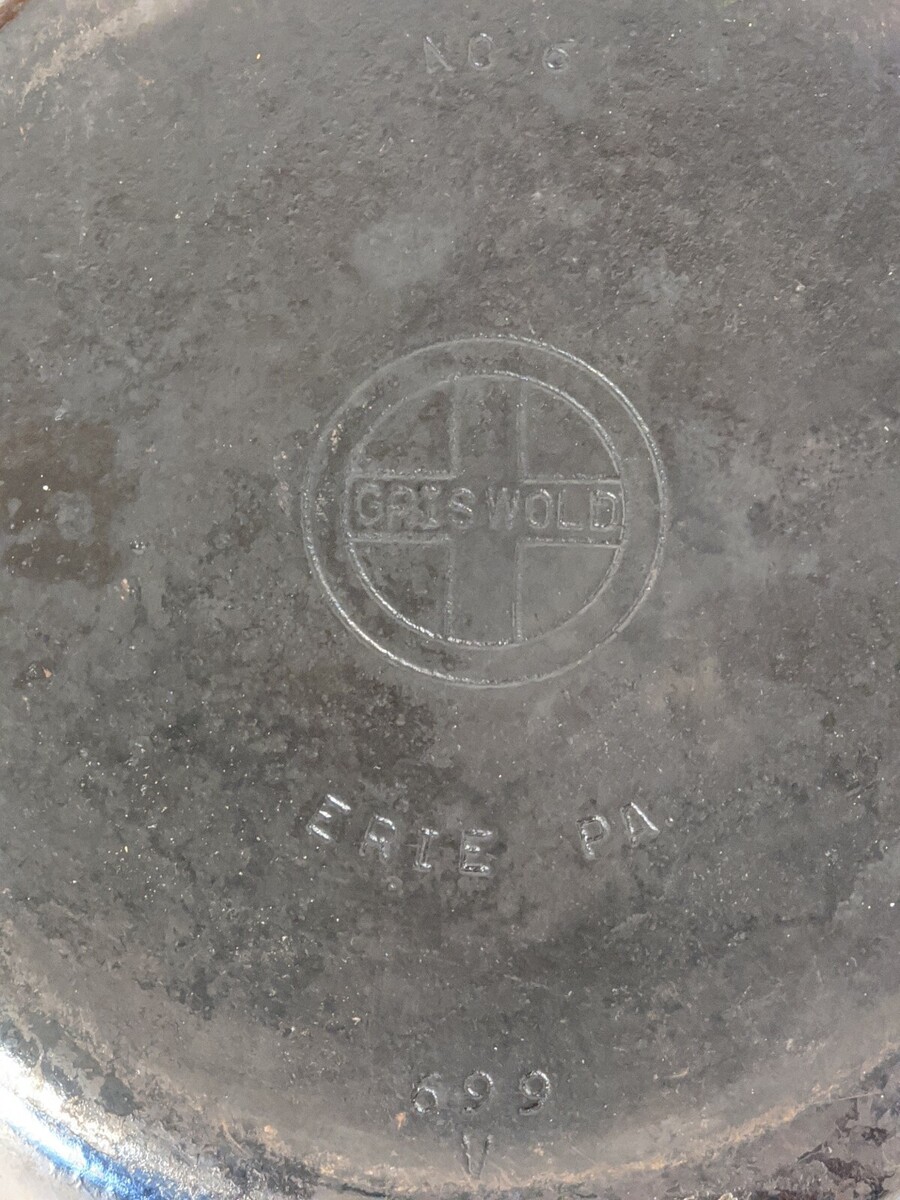 NO 6
GRISWOLD
ERIE PA.
699
V